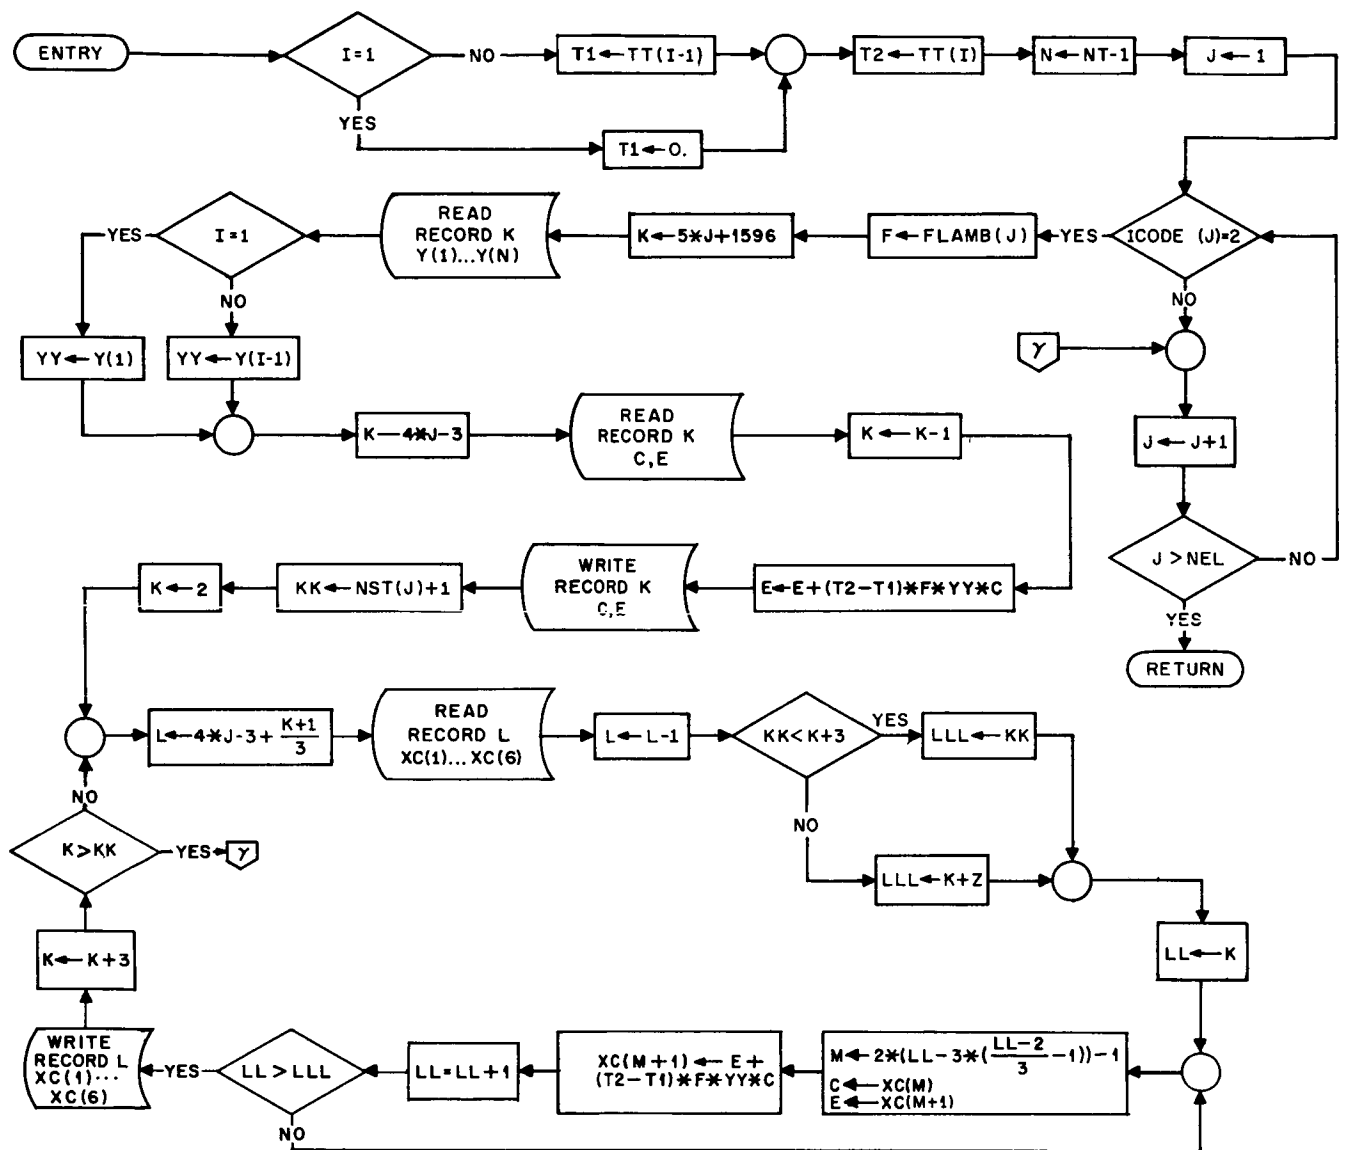 ENTRY
I=1
NO
T1←TT(I-1)
T2←TT(I)
N←NT-1
J←1
YES
T1←0.
READ
RECORD K
Y(1)...Y(N)
K←5*J+1596
F←FLAMB(J)
YES
ICODE (J)=2
YES
I=1
NO
NO
YY←Y(1)
YY←Y(I-1)
γ
K—4*J-3
READ
RECORD K
C,E
K←K-1
J←J+1
J>NEL
NO
YES
RETURN
K←2
KK←NST(J)+1
WRITE
RECORD K
C,E
E←E+(T2-T1)*F*YY*C
L←4*J-3+ K+1
3
READ
RECORD L
XC(1)...XC(6)
L←L-1
KK<K+3
YES
LLL←KK
NO
NO
K>KK
YES
γ
LLL←K+Z
K←K+3
LL←K
WRITE
RECORD L
XC(1)...
XC(6)
YES
LL>LLL
NO
LL=LL+1
XC(M+1)←E+
(T2-T1)*F*YY*C
M←2*(LL-3*( LL-2
3 -1))-1
C←XC(M)
E←XC(M+1)